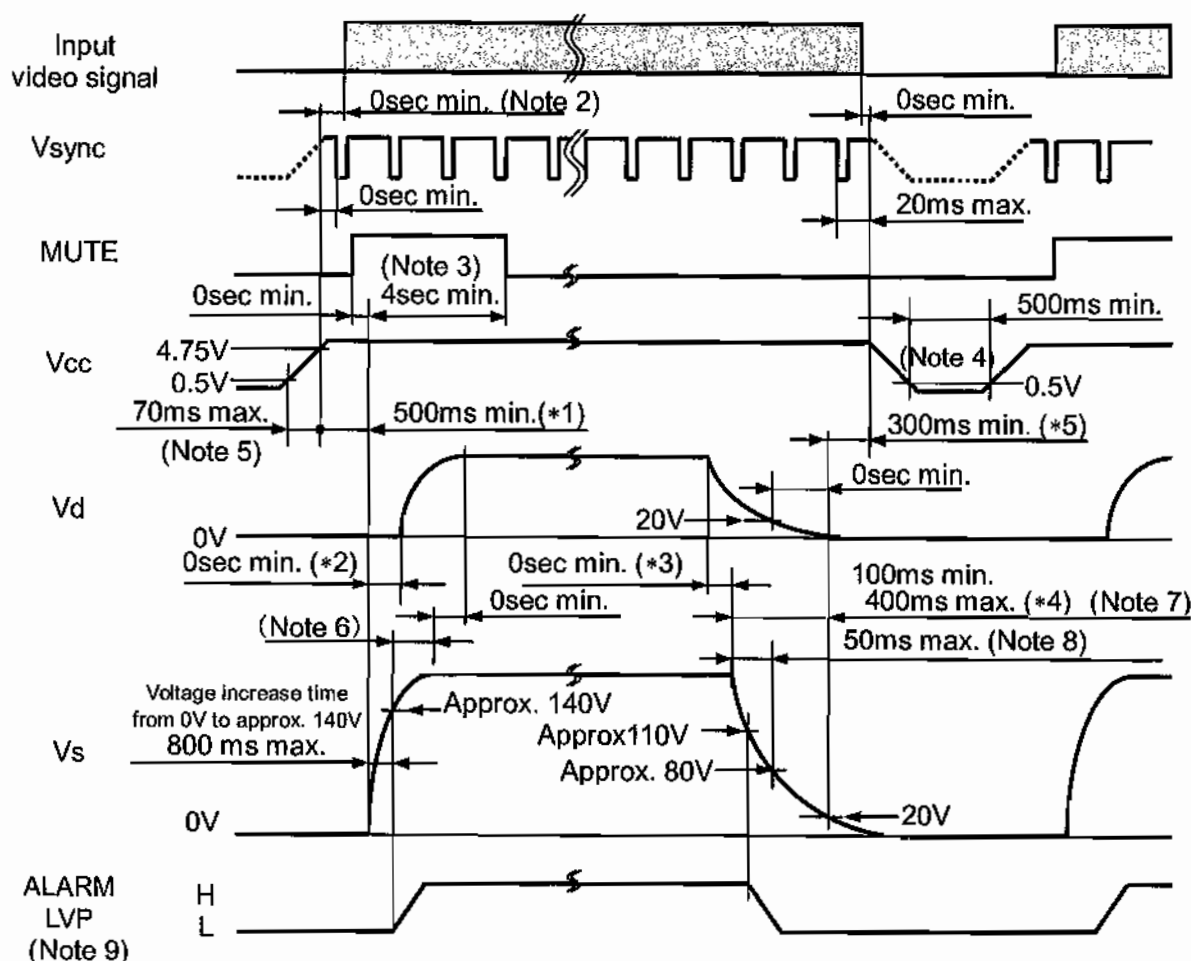 Input
video signal
0sec min. (Note 2)
0sec min.
Vsync
0sec min.
20ms max.
MUTE
(Note 3)
0sec min.
4sec min.
500ms min.
Vcc
4.75V
0.5V
(Note 4)
0.5V
70ms max.
500ms min.(*1)
300ms min. (*5)
(Note 5)
0sec min.
Vd
20V
0V
0sec min. (*2)
0sec min. (*3)
100ms min.
400ms max. (*4) (Note 7)
0sec min.
(Note 6)
50ms max. (Note 8)
Voltage increase time
from 0V to approx. 140V
800 ms max.
Approx. 140V
Approx110V
Vs
Approx. 80V
0V
20V
ALARM
LVP
(Note 9)
H
L